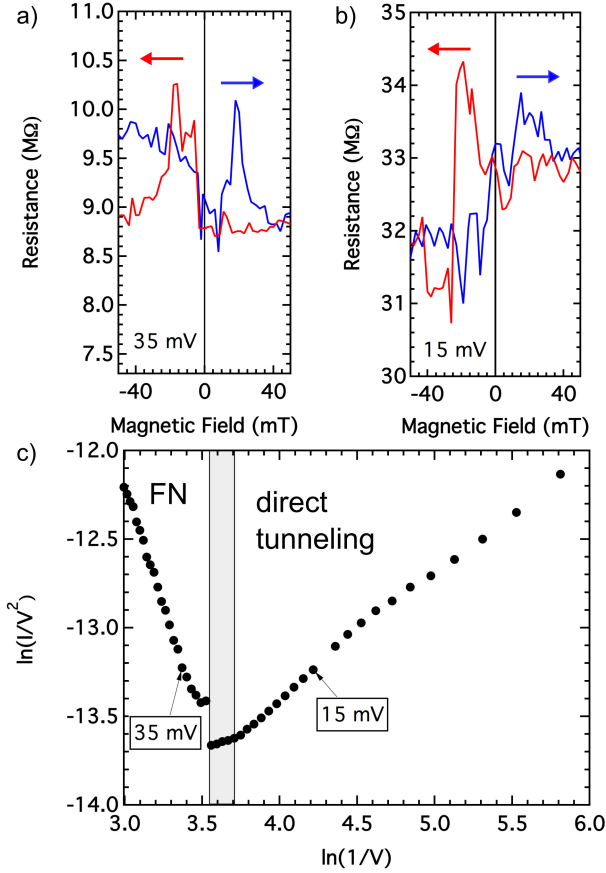 a)
11.0
10.5
10.0
9.5
9.0
8.5
8.0
7.5
Resistance (MΩ)
35 mV
-40
0
40
Magnetic Field (mT)
b)
35
34
33
32
31
30
Resistance (MΩ)
15 mV
-40
0
40
Magnetic Field (mT)
c)
-12.0
-12.5
-13.0
-13.5
-14.0
ln(I/V²)
FN
direct
tunneling
35 mV
15 mV
3.0
3.5
4.0
4.5
5.0
5.5
6.0
ln(1/V)